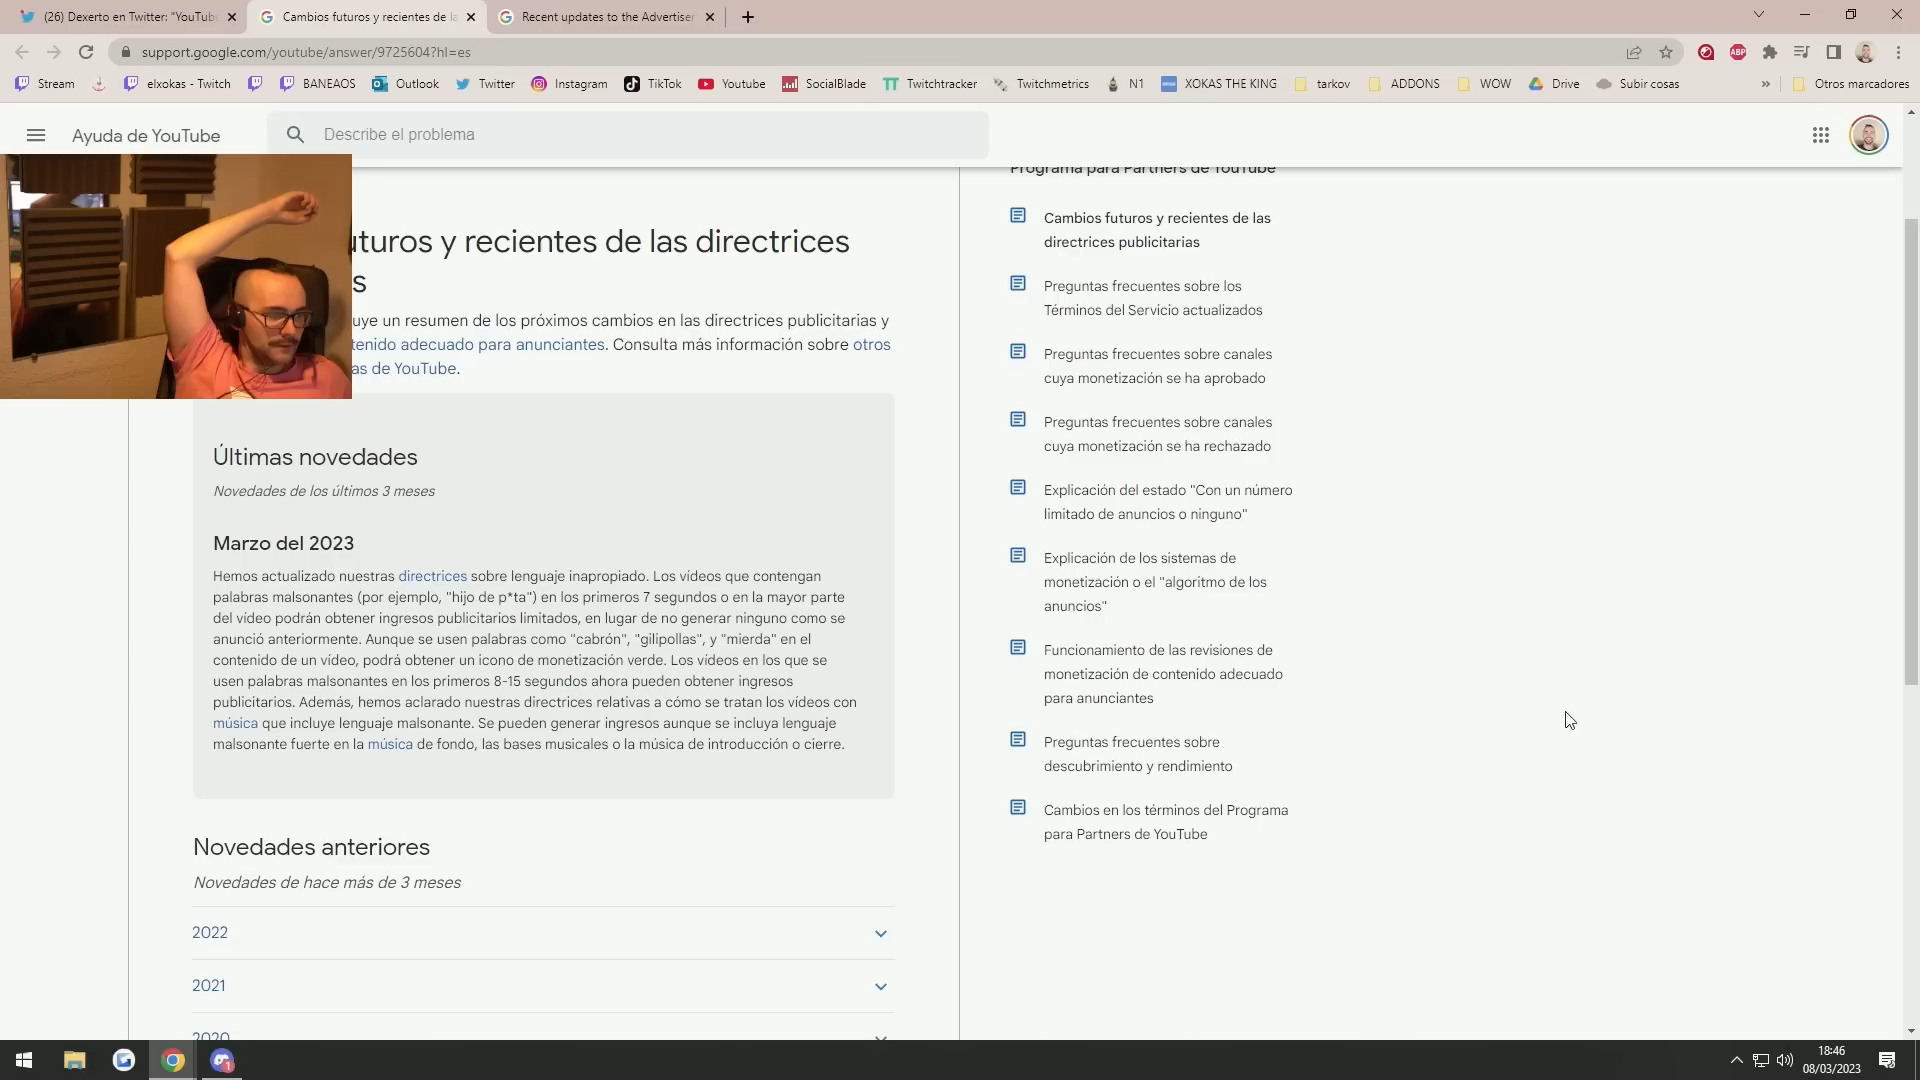 (26) Dexerto en Twitter: "YouTube
Cambios futuros y recientes de la
Recent updates to the Advertiser
support.google.com/youtube/answer/9725604?hl=es
ABP
Stream
elxokas - Twitch
BANEAOS
Outlook
Twitter
Instagram
TikTok
Youtube
SocialBlade
Twitchtracker
Twitchmetrics
N1
XOKAS THE KING
tarkov
ADDONS
WOW
Drive
Subir cosas
»
Otros marcadores
Ayuda de YouTube
Describe el problema
uturos y recientes de las directrices
s
uye un resumen de los próximos cambios en las directrices publicitarias y
tenido adecuado para anunciantes. Consulta más información sobre otros
as de YouTube.
Últimas novedades
Novedades de los últimos 3 meses
Marzo del 2023
Hemos actualizado nuestras directrices sobre lenguaje inapropiado. Los vídeos que contengan
palabras malsonantes (por ejemplo, "hijo de p*ta") en los primeros 7 segundos o en la mayor parte
del vídeo podrán obtener ingresos publicitarios limitados, en lugar de no generar ninguno como se
anunció anteriormente. Aunque se usen palabras como "cabrón", "gilipollas", y "mierda" en el
contenido de un vídeo, podrá obtener un icono de monetización verde. Los vídeos en los que se
usen palabras malsonantes en los primeros 8-15 segundos ahora pueden obtener ingresos
publicitarios. Además, hemos aclarado nuestras directrices relativas a cómo se tratan los vídeos con
música que incluye lenguaje malsonante. Se pueden generar ingresos aunque se incluya lenguaje
malsonante fuerte en la música de fondo, las bases musicales o la música de introducción o cierre.
Novedades anteriores
Novedades de hace más de 3 meses
2022
2021
2020
Programa para Partners de YouTube
Cambios futuros y recientes de las
directrices publicitarias
Preguntas frecuentes sobre los
Términos del Servicio actualizados
Preguntas frecuentes sobre canales
cuya monetización se ha aprobado
Preguntas frecuentes sobre canales
cuya monetización se ha rechazado
Explicación del estado "Con un número
limitado de anuncios o ninguno"
Explicación de los sistemas de
monetización o el "algoritmo de los
anuncios"
Funcionamiento de las revisiones de
monetización de contenido adecuado
para anunciantes
Preguntas frecuentes sobre
descubrimiento y rendimiento
Cambios en los términos del Programa
para Partners de YouTube
1
18:46
08/03/2023